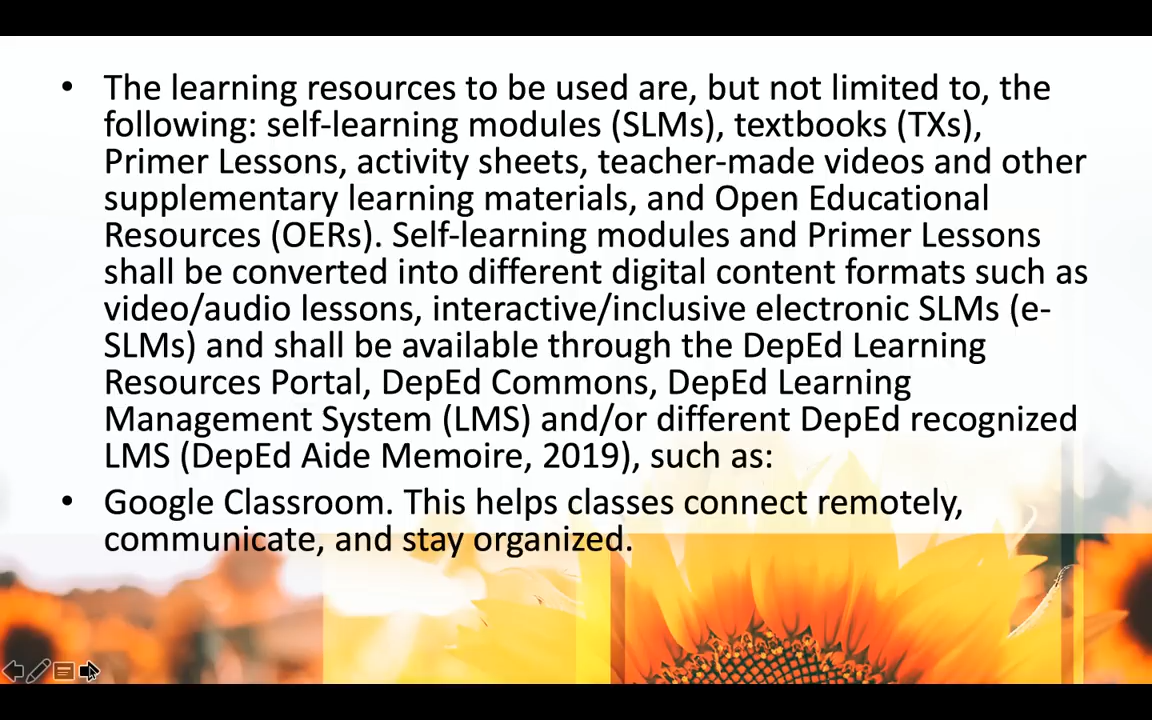 • The learning resources to be used are, but not limited to, the
following: self-learning modules (SLMs), textbooks (TXs),
Primer Lessons, activity sheets, teacher-made videos and other
supplementary learning materials, and Open Educational
Resources (OERs). Self-learning modules and Primer Lessons
shall be converted into different digital content formats such as
video/audio lessons, interactive/inclusive electronic SLMs (e-
SLMs) and shall be available through the DepEd Learning
Resources Portal, DepEd Commons, DepEd Learning
Management System (LMS) and/or different DepEd recognized
LMS (DepEd Aide Memoire, 2019), such as:
• Google Classroom. This helps classes connect remotely,
communicate, and stay organized.